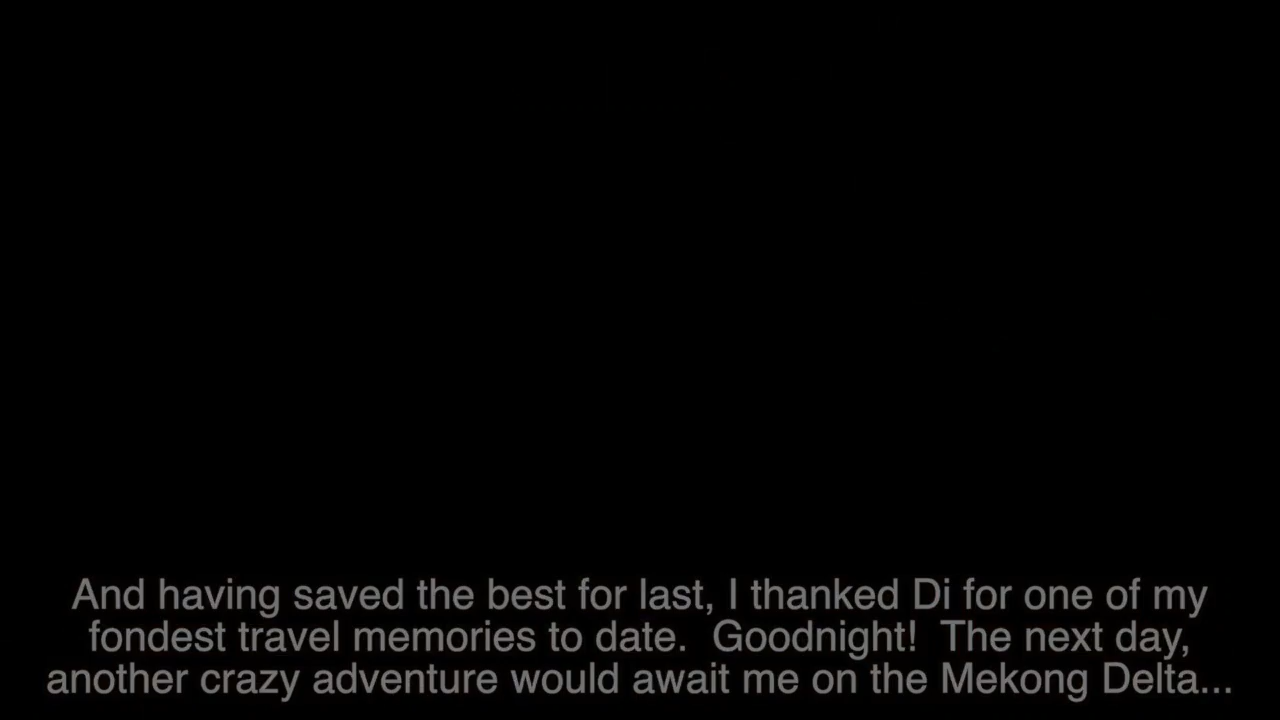 And having saved the best for last, I thanked Di for one of my
fondest travel memories to date.  Goodnight!  The next day,
another crazy adventure would await me on the Mekong Delta...